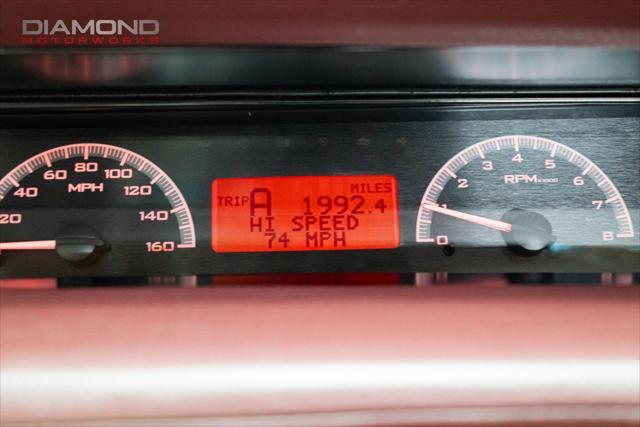 DIAMOND
MOTORWORKS
20 40 60 80 100 120 140 160
MPH
TRIP A 1992.4 MILES
HI SPEED
74 MPH
0 1 2 3 4 5 6 7 8
RPM x1000